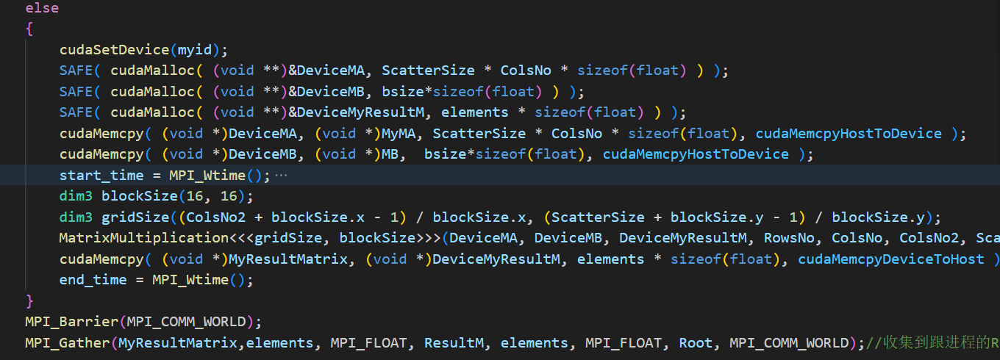 else
{
cudaSetDevice(myid);
SAFE( cudaMalloc( (void **)&DeviceMA, ScatterSize * ColsNo * sizeof(float) ) );
SAFE( cudaMalloc( (void **)&DeviceMB, bsize*sizeof(float) ) );
SAFE( cudaMalloc( (void **)&DeviceMyResultM, elements * sizeof(float) ) );
cudaMemcpy( (void *)DeviceMA, (void *)MyMA, ScatterSize * ColsNo * sizeof(float), cudaMemcpyHostToDevice );
cudaMemcpy( (void *)DeviceMB, (void *)MB,  bsize*sizeof(float), cudaMemcpyHostToDevice );
start_time = MPI_Wtime();⋯
dim3 blockSize(16, 16);
dim3 gridSize((ColsNo2 + blockSize.x - 1) / blockSize.x, (ScatterSize + blockSize.y - 1) / blockSize.y);
MatrixMultiplication<<<gridSize, blockSize>>>(DeviceMA, DeviceMB, DeviceMyResultM, RowsNo, ColsNo, ColsNo2, Sca
cudaMemcpy( (void *)MyResultMatrix, (void *)DeviceMyResultM, elements * sizeof(float), cudaMemcpyDeviceToHost )
end_time = MPI_Wtime();
}
MPI_Barrier(MPI_COMM_WORLD);
MPI_Gather(MyResultMatrix,elements, MPI_FLOAT, ResultM, elements, MPI_FLOAT, Root, MPI_COMM_WORLD);//收集到跟进程的R